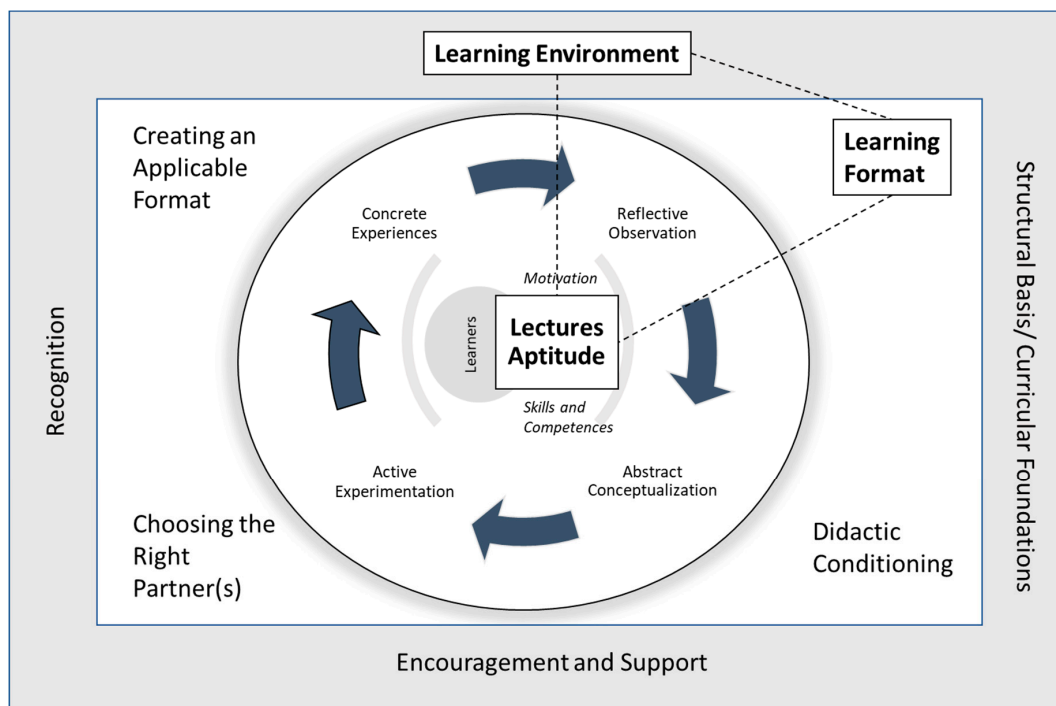 Learning Environment
Creating an
Applicable
Format
Learning
Format
Concrete
Experiences
Reflective
Observation
Motivation
Learners
Lectures
Aptitude
Skills and
Competences
Recognition
Structural Basis/ Curricular Foundations
Active
Experimentation
Abstract
Conceptualization
Choosing the
Right
Partner(s)
Didactic
Conditioning
Encouragement and Support